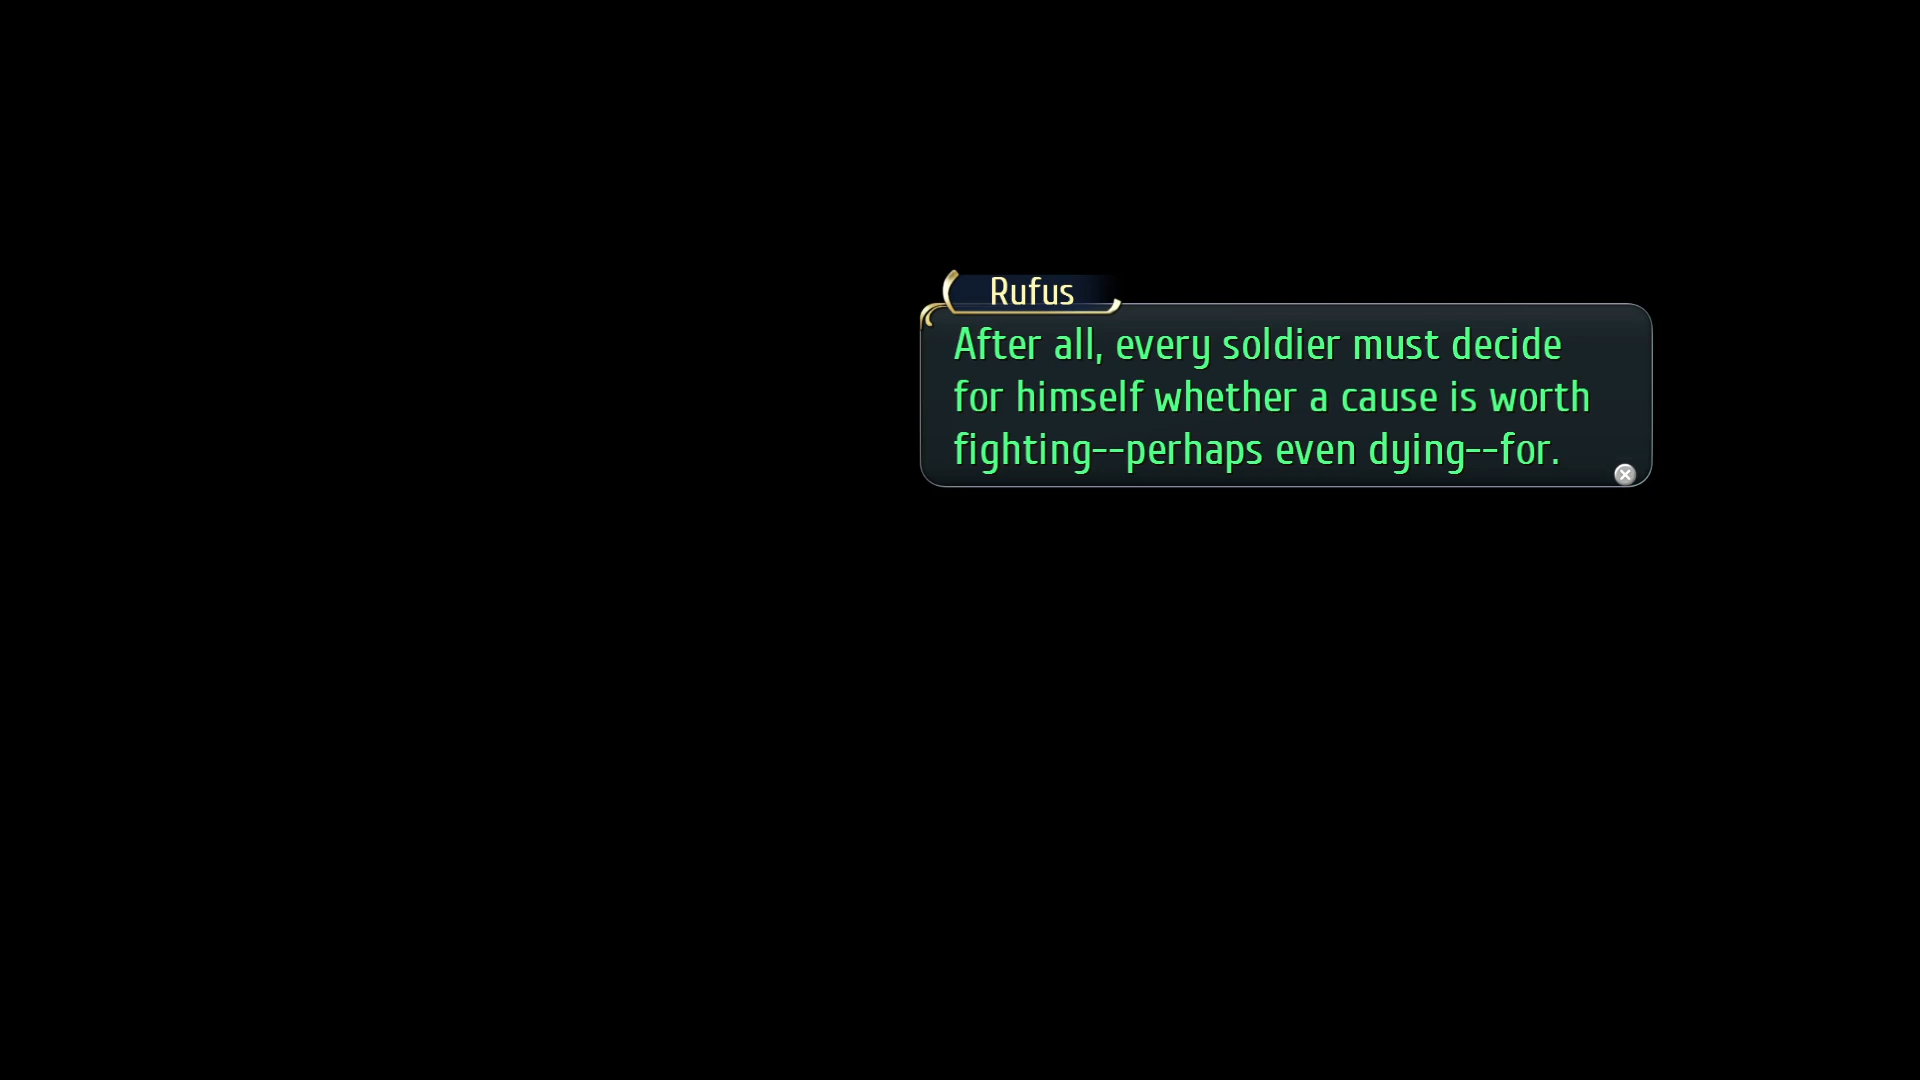 Rufus
After all, every soldier must decide
for himself whether a cause is worth
fighting--perhaps even dying--for.